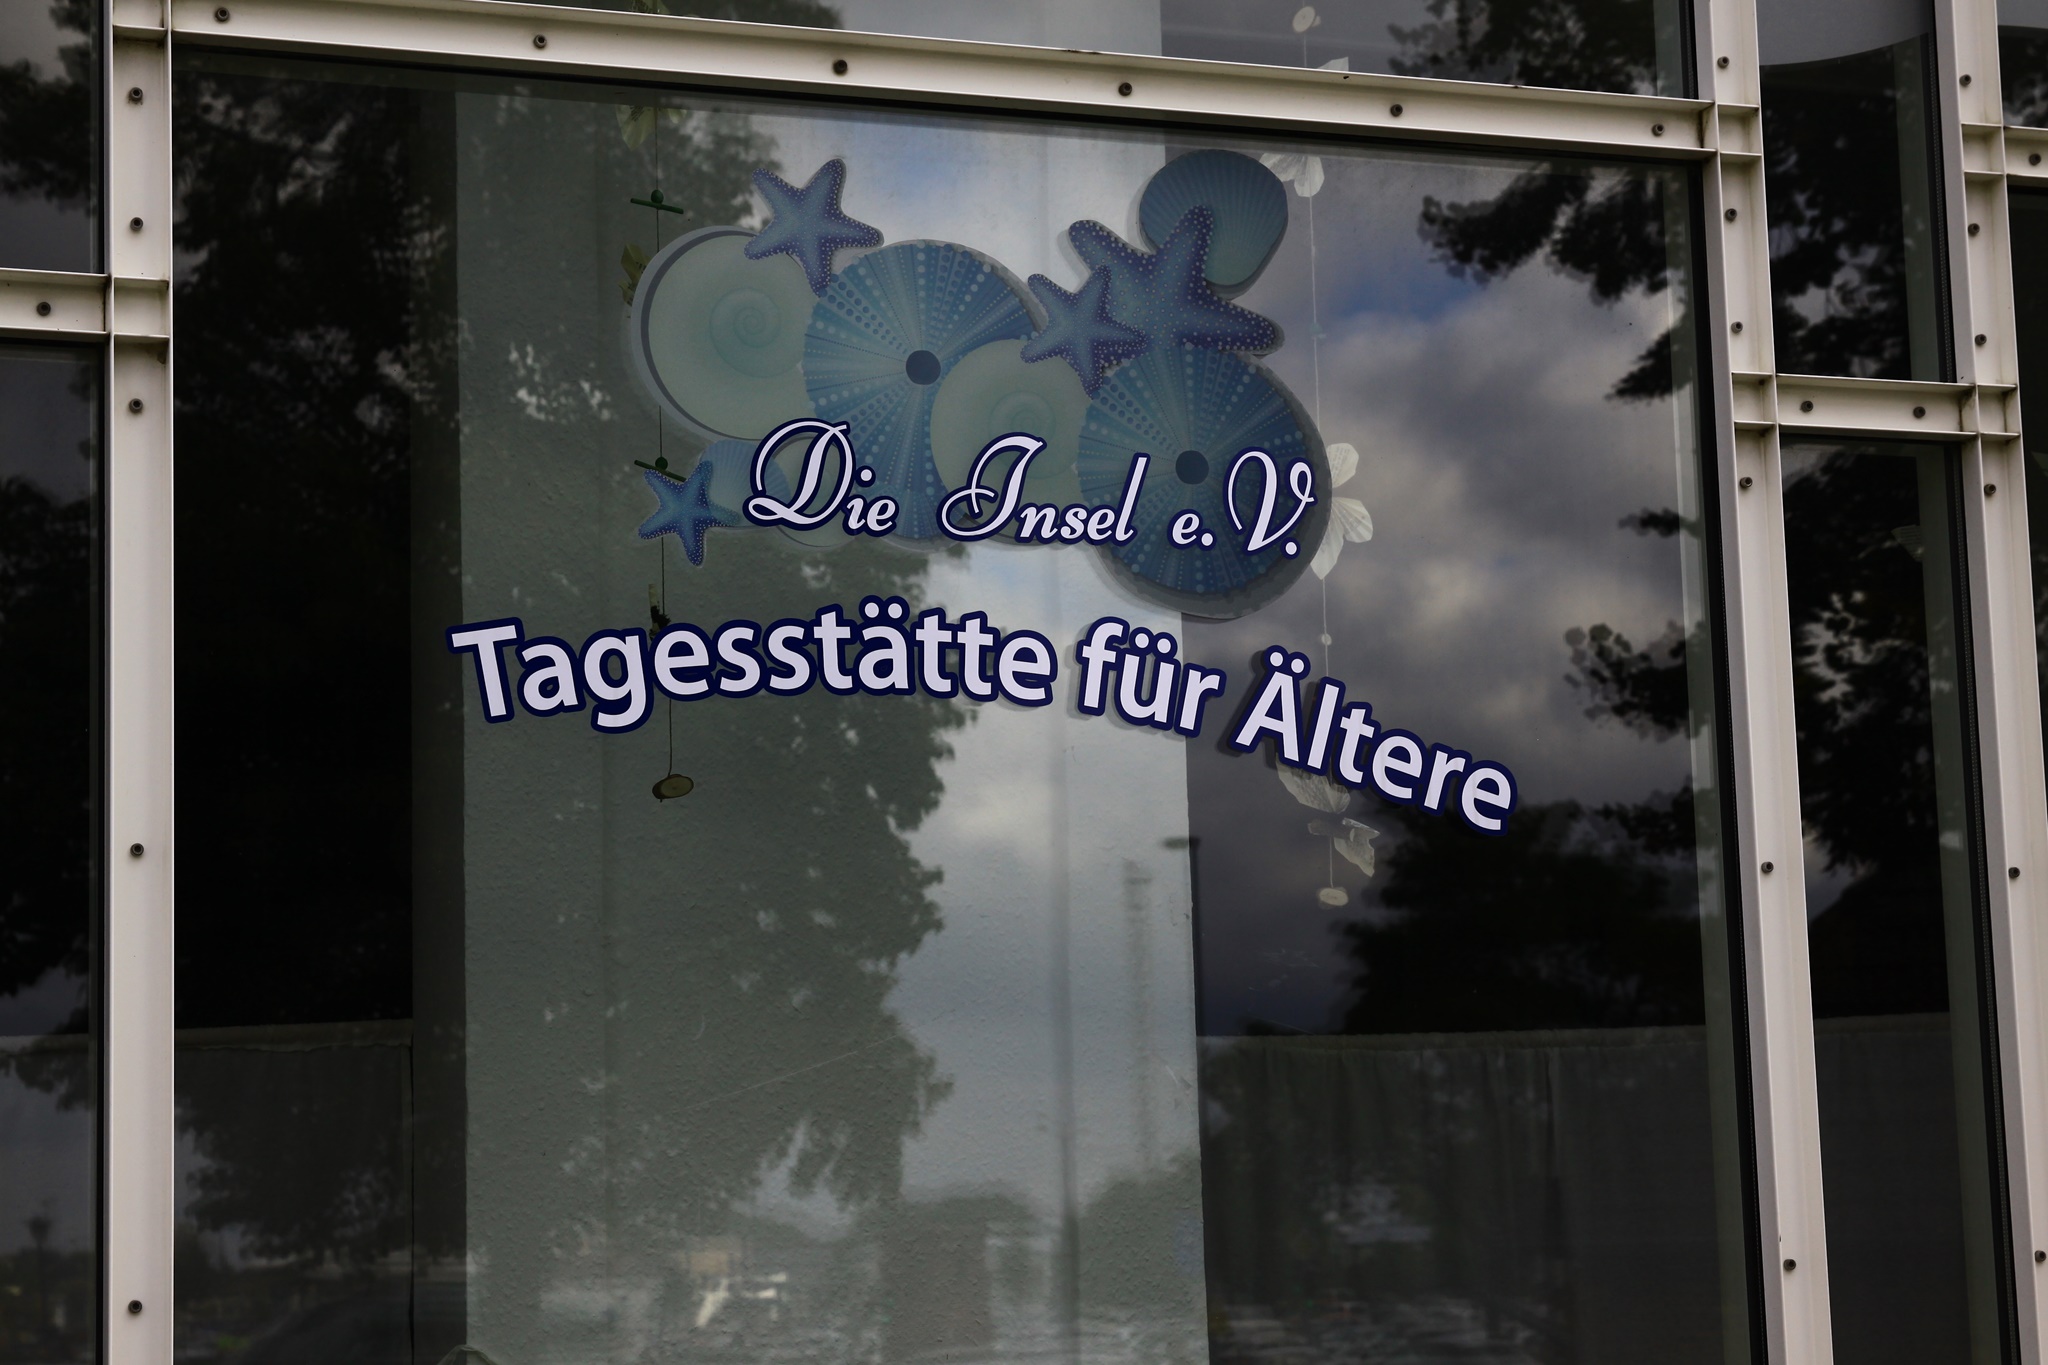 Die Insel e.V.
Tagesstätte für Ältere